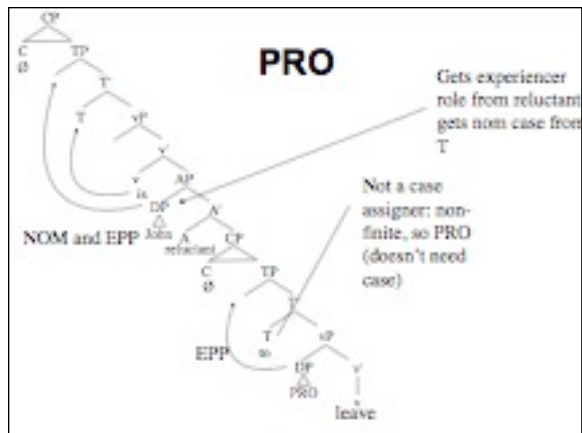 CP
PRO
C
TP
Ø
T'
Gets experiencer
role from reluctant
gets nom case from
T
T
vP
v'
v
AP
is
DP
A'
Not a case
assigner: non-
finite, so PRO
(doesn't need
case)
NOM and EPP
John
A
CP
reluctant
C
TP
Ø
T'
T
vP
to
EPP
DP
v'
PRO
leave